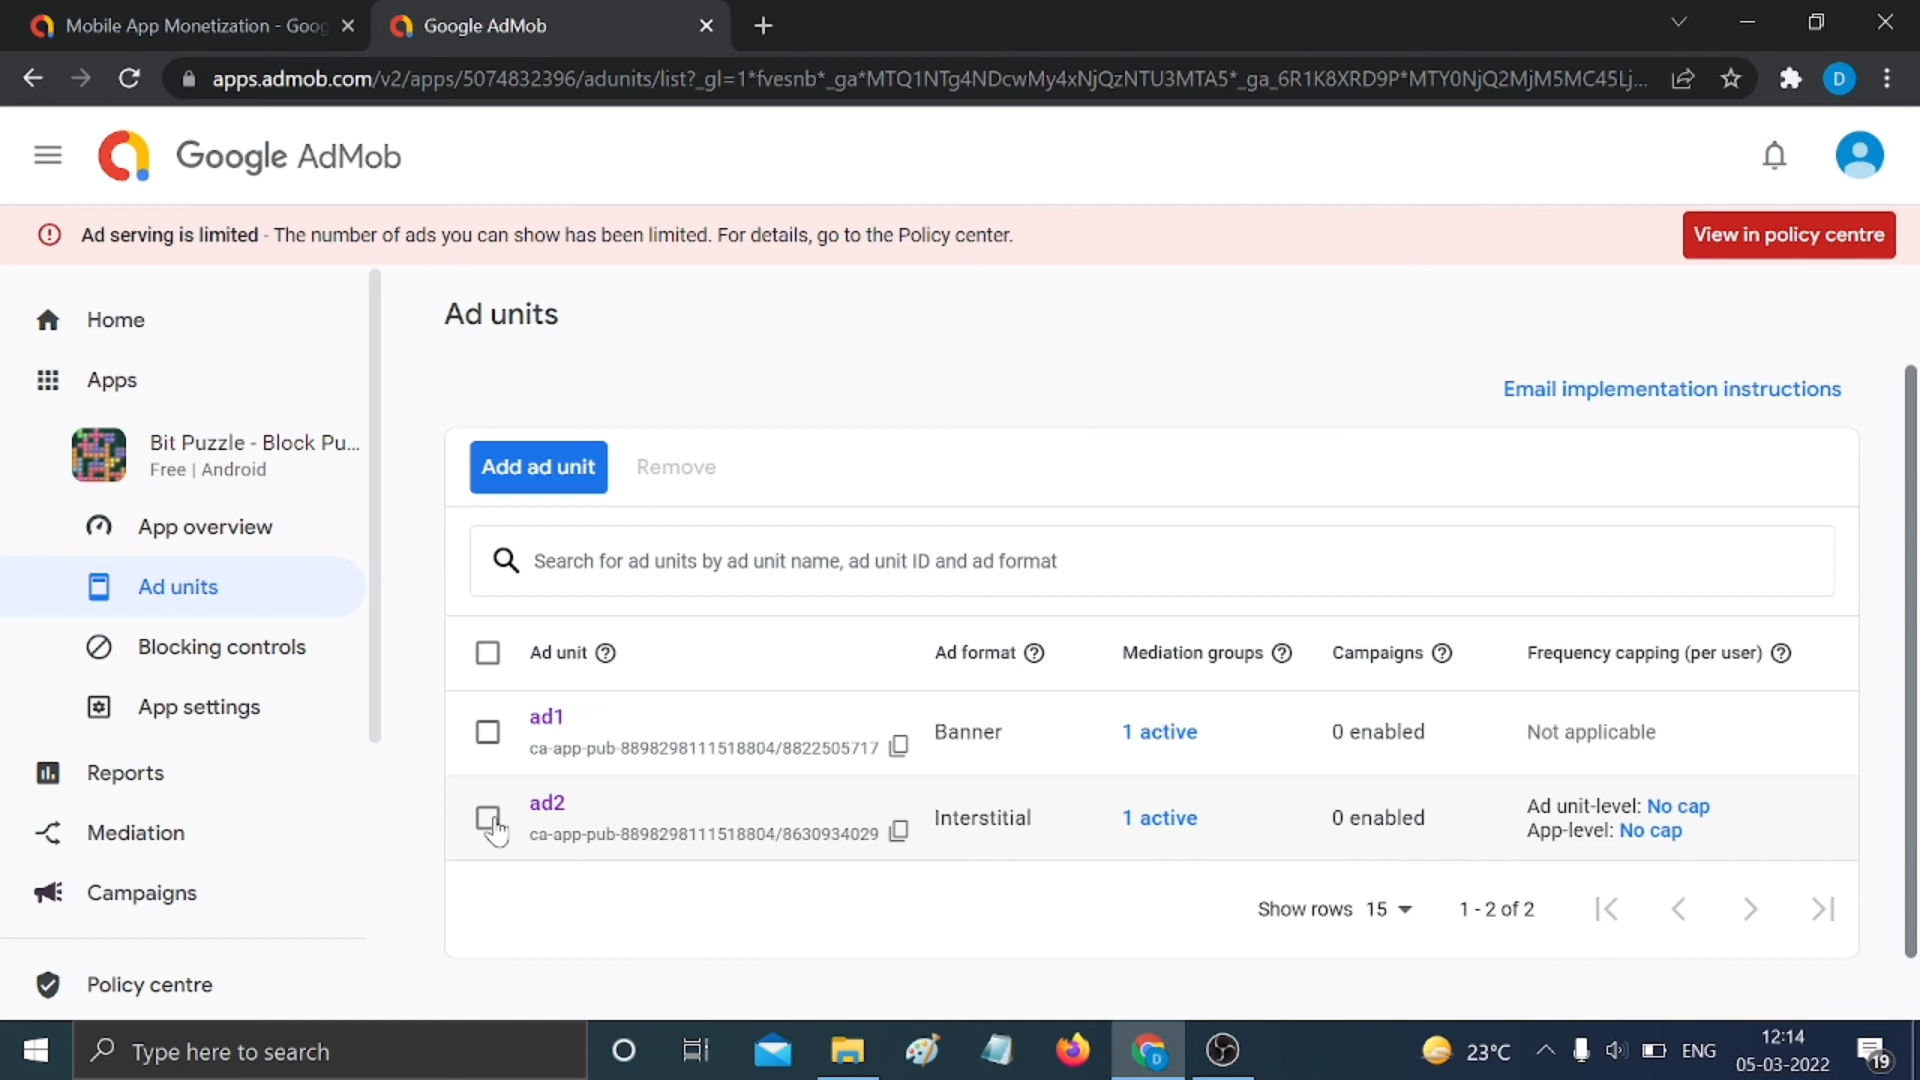 Mobile App Monetization - Goog
Google AdMob
apps.admob.com/v2/apps/5074832396/adunits/list?_gl=1*fvesnb*_ga*MTQ1NTg4NDcwMy4xNjQzNTU3MTA5*_ga_6R1K8XRD9P*MTY0NjQ2MjM5MC45Lj...
D
Google AdMob
Ad serving is limited - The number of ads you can show has been limited. For details, go to the Policy center.
View in policy centre
Home
Apps
Bit Puzzle - Block Pu...
Free | Android
App overview
Ad units
Blocking controls
App settings
Reports
Mediation
Campaigns
Policy centre
Ad units
Email implementation instructions
Add ad unit
Remove
Search for ad units by ad unit name, ad unit ID and ad format
Ad unit
Ad format
Mediation groups
Campaigns
Frequency capping (per user)
ad1
ca-app-pub-8898298111518804/8822505717
Banner
1 active
0 enabled
Not applicable
ad2
ca-app-pub-8898298111518804/8630934029
Interstitial
1 active
0 enabled
Ad unit-level: No cap
App-level: No cap
Show rows 15
1 - 2 of 2
Type here to search
D
23°C
ENG
12:14
05-03-2022
19